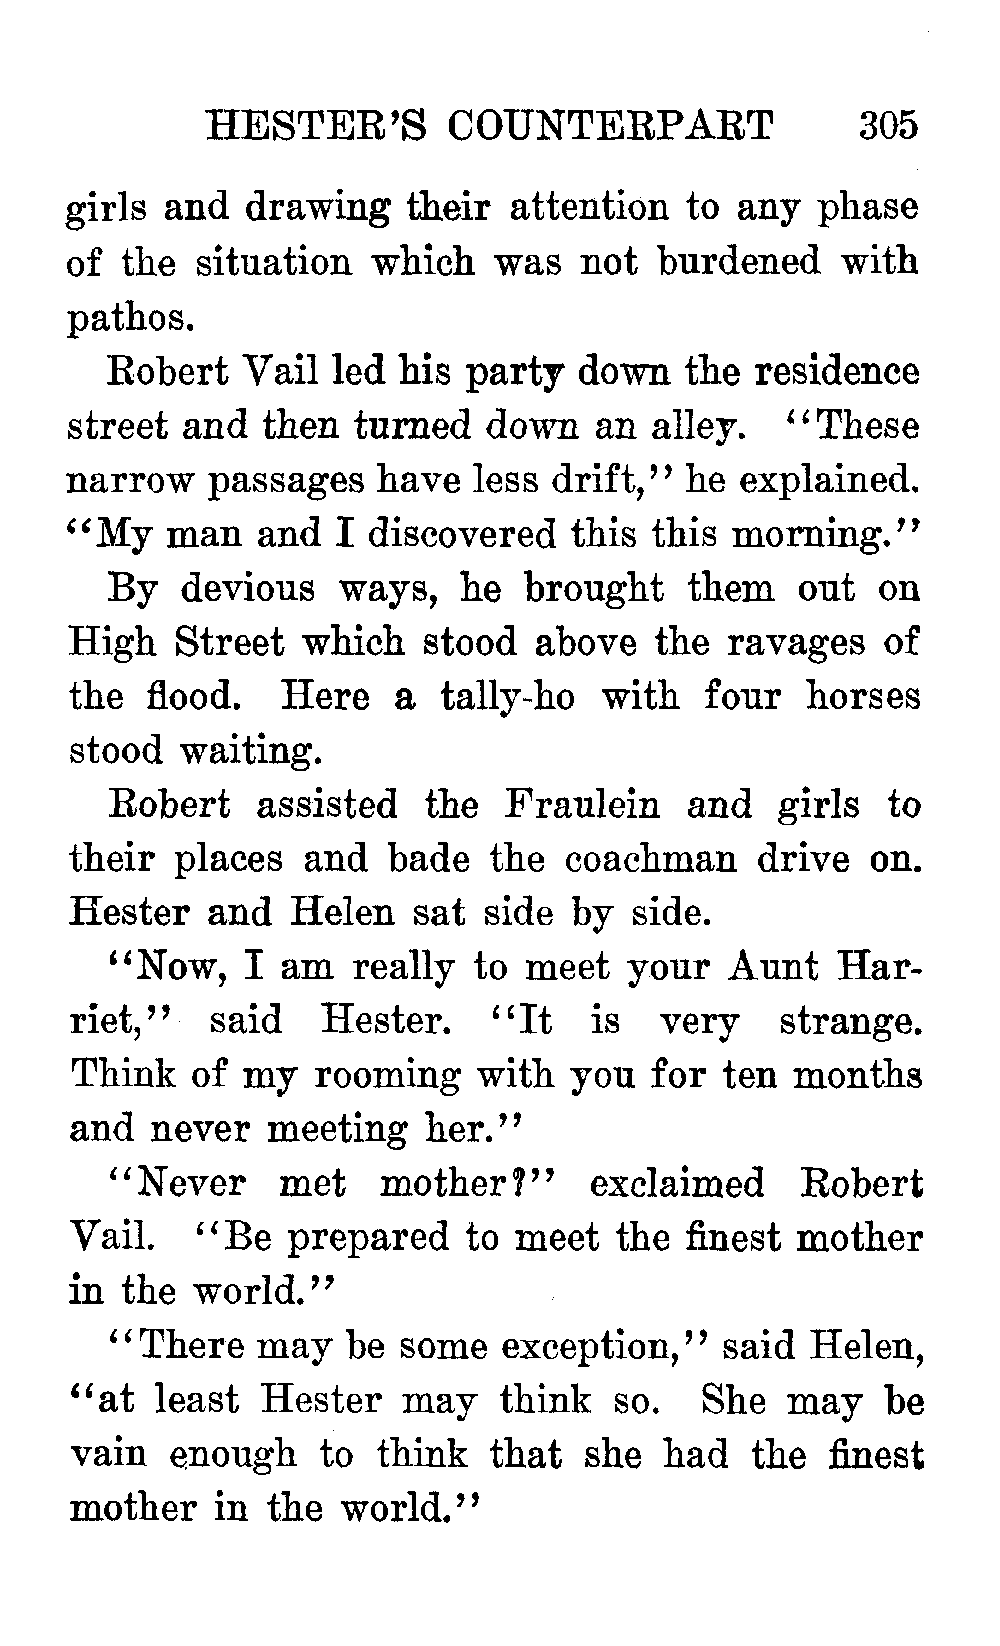 HESTER'S COUNTERPART 305
girls and drawing their attention to any phase
of the situation which was not burdened with
pathos.
Robert Vail led his party down the residence
street and then turned down an alley. "These
narrow passages have less drift," he explained.
"My man and I discovered this this morning."
By devious ways, he brought them out on
High Street which stood above the ravages of
the flood. Here a tally-ho with four horses
stood waiting.
Robert assisted the Fraulein and girls to
their places and bade the coachman drive on.
Hester and Helen sat side by side.
"Now, I am really to meet your Aunt Har-
riet," said Hester. "It is very strange.
Think of my rooming with you for ten months
and never meeting her."
"Never met mother?" exclaimed Robert
Vail. "Be prepared to meet the finest mother
in the world."
"There may be some exception," said Helen,
"at least Hester may think so. She may be
vain enough to think that she had the finest
mother in the world."